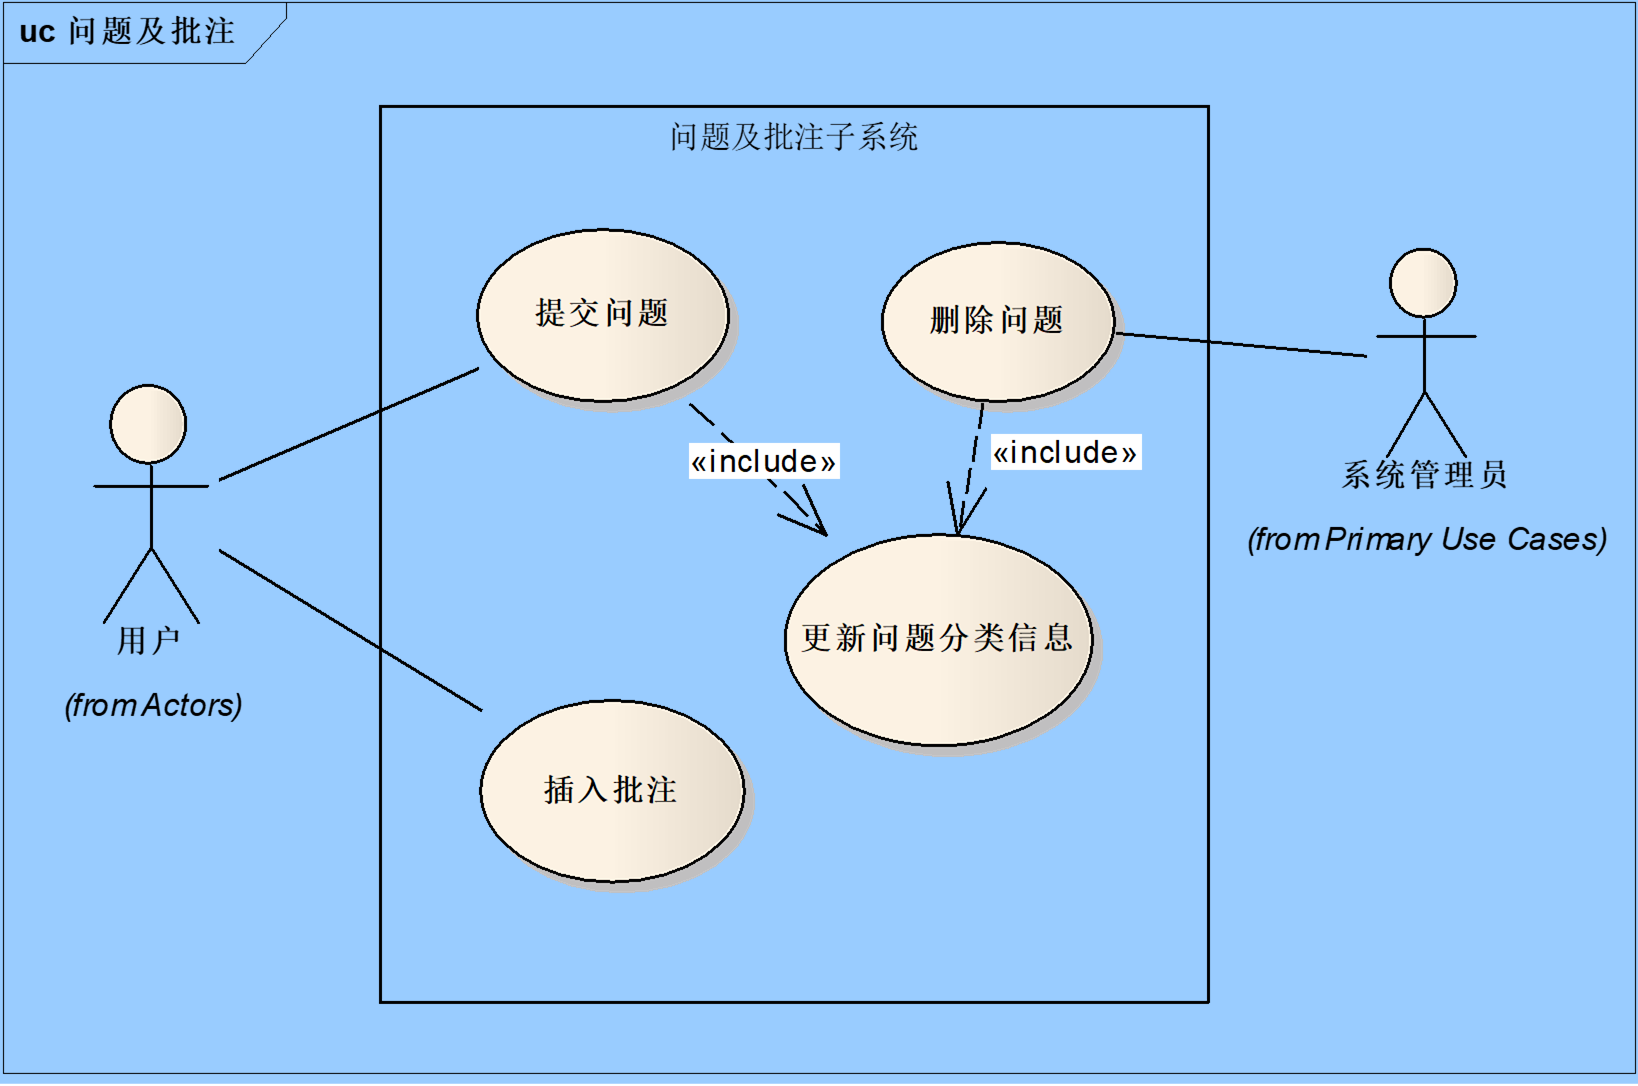 uc 问题及批注
问题及批注子系统
提交问题
删除问题
«include»
«include»
系统管理员
(from Primary Use Cases)
更新问题分类信息
用户
(from Actors)
插入批注